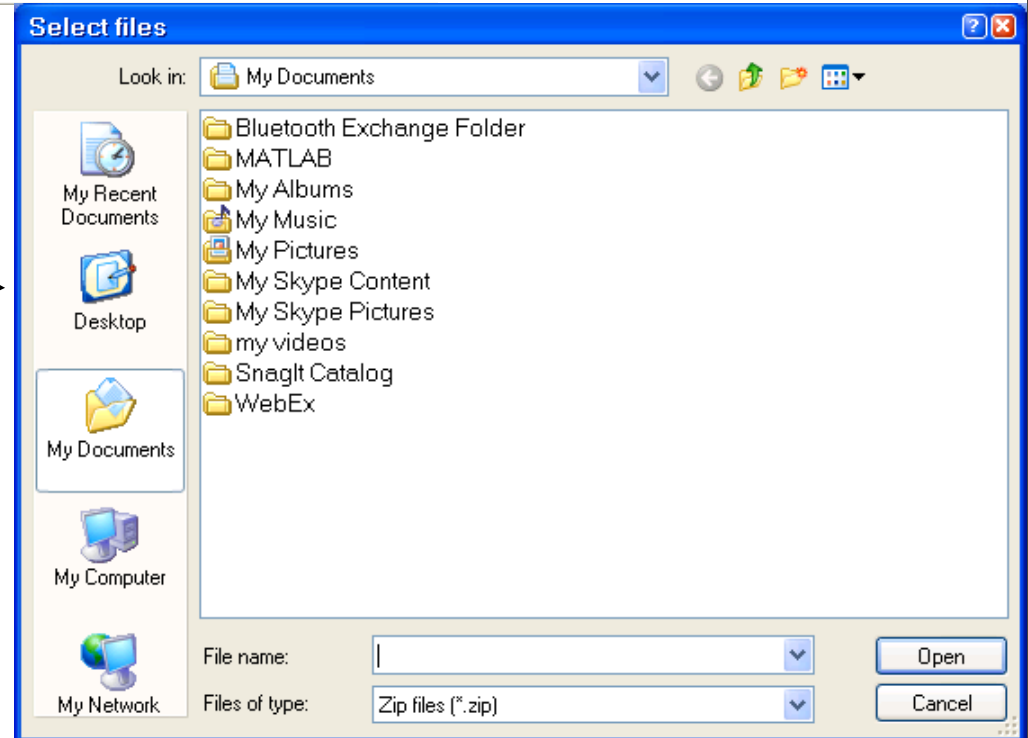 Select files
Look in: My Documents
My Recent
Documents
Desktop
My Documents
My Computer
My Network
Bluetooth Exchange Folder
MATLAB
My Albums
My Music
My Pictures
My Skype Content
My Skype Pictures
my videos
SnagIt Catalog
WebEx
File name:
Open
Files of type: Zip files (*.zip)
Cancel